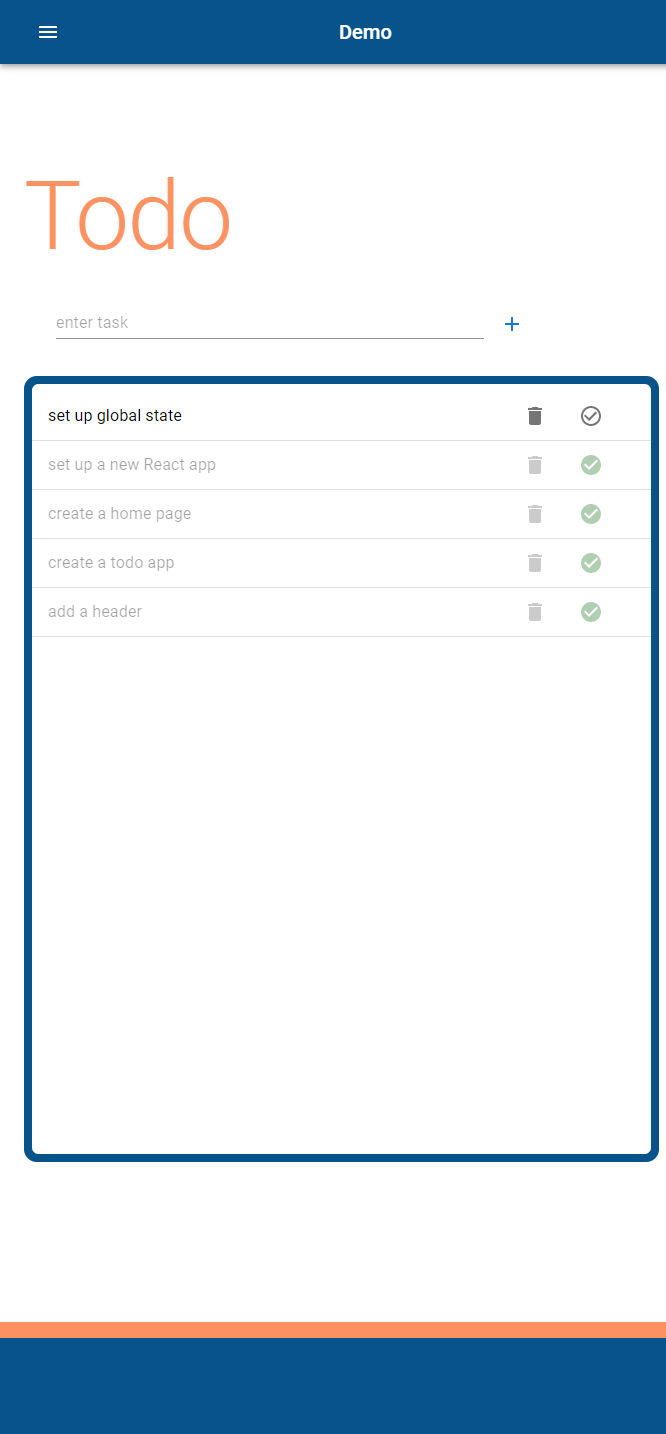 Demo
Todo
enter task
set up global state
set up a new React app
create a home page
create a todo app
add a header